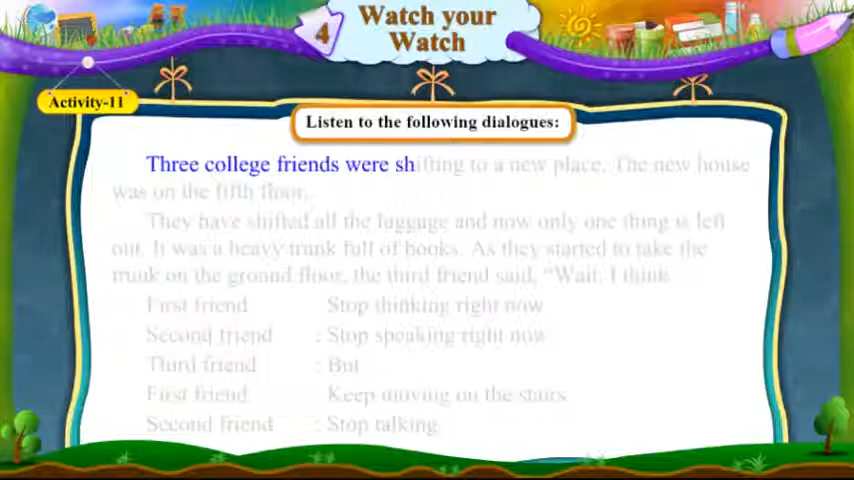 4
Watch your
Watch
Activity-11
Listen to the following dialogues:
Three college friends were shifting to a new place. The new house
was on the fifth floor.
They have shifted all the luggage and now only one thing is left
out. It was a heavy trunk full of books. As they started to take the
trunk on the ground floor, the third friend said, “Wait, I think
First friend Stop thinking right now
Second friend : Stop speaking right now
Third friend : But
First friend Keep moving on the stairs
Second friend : Stop talking.